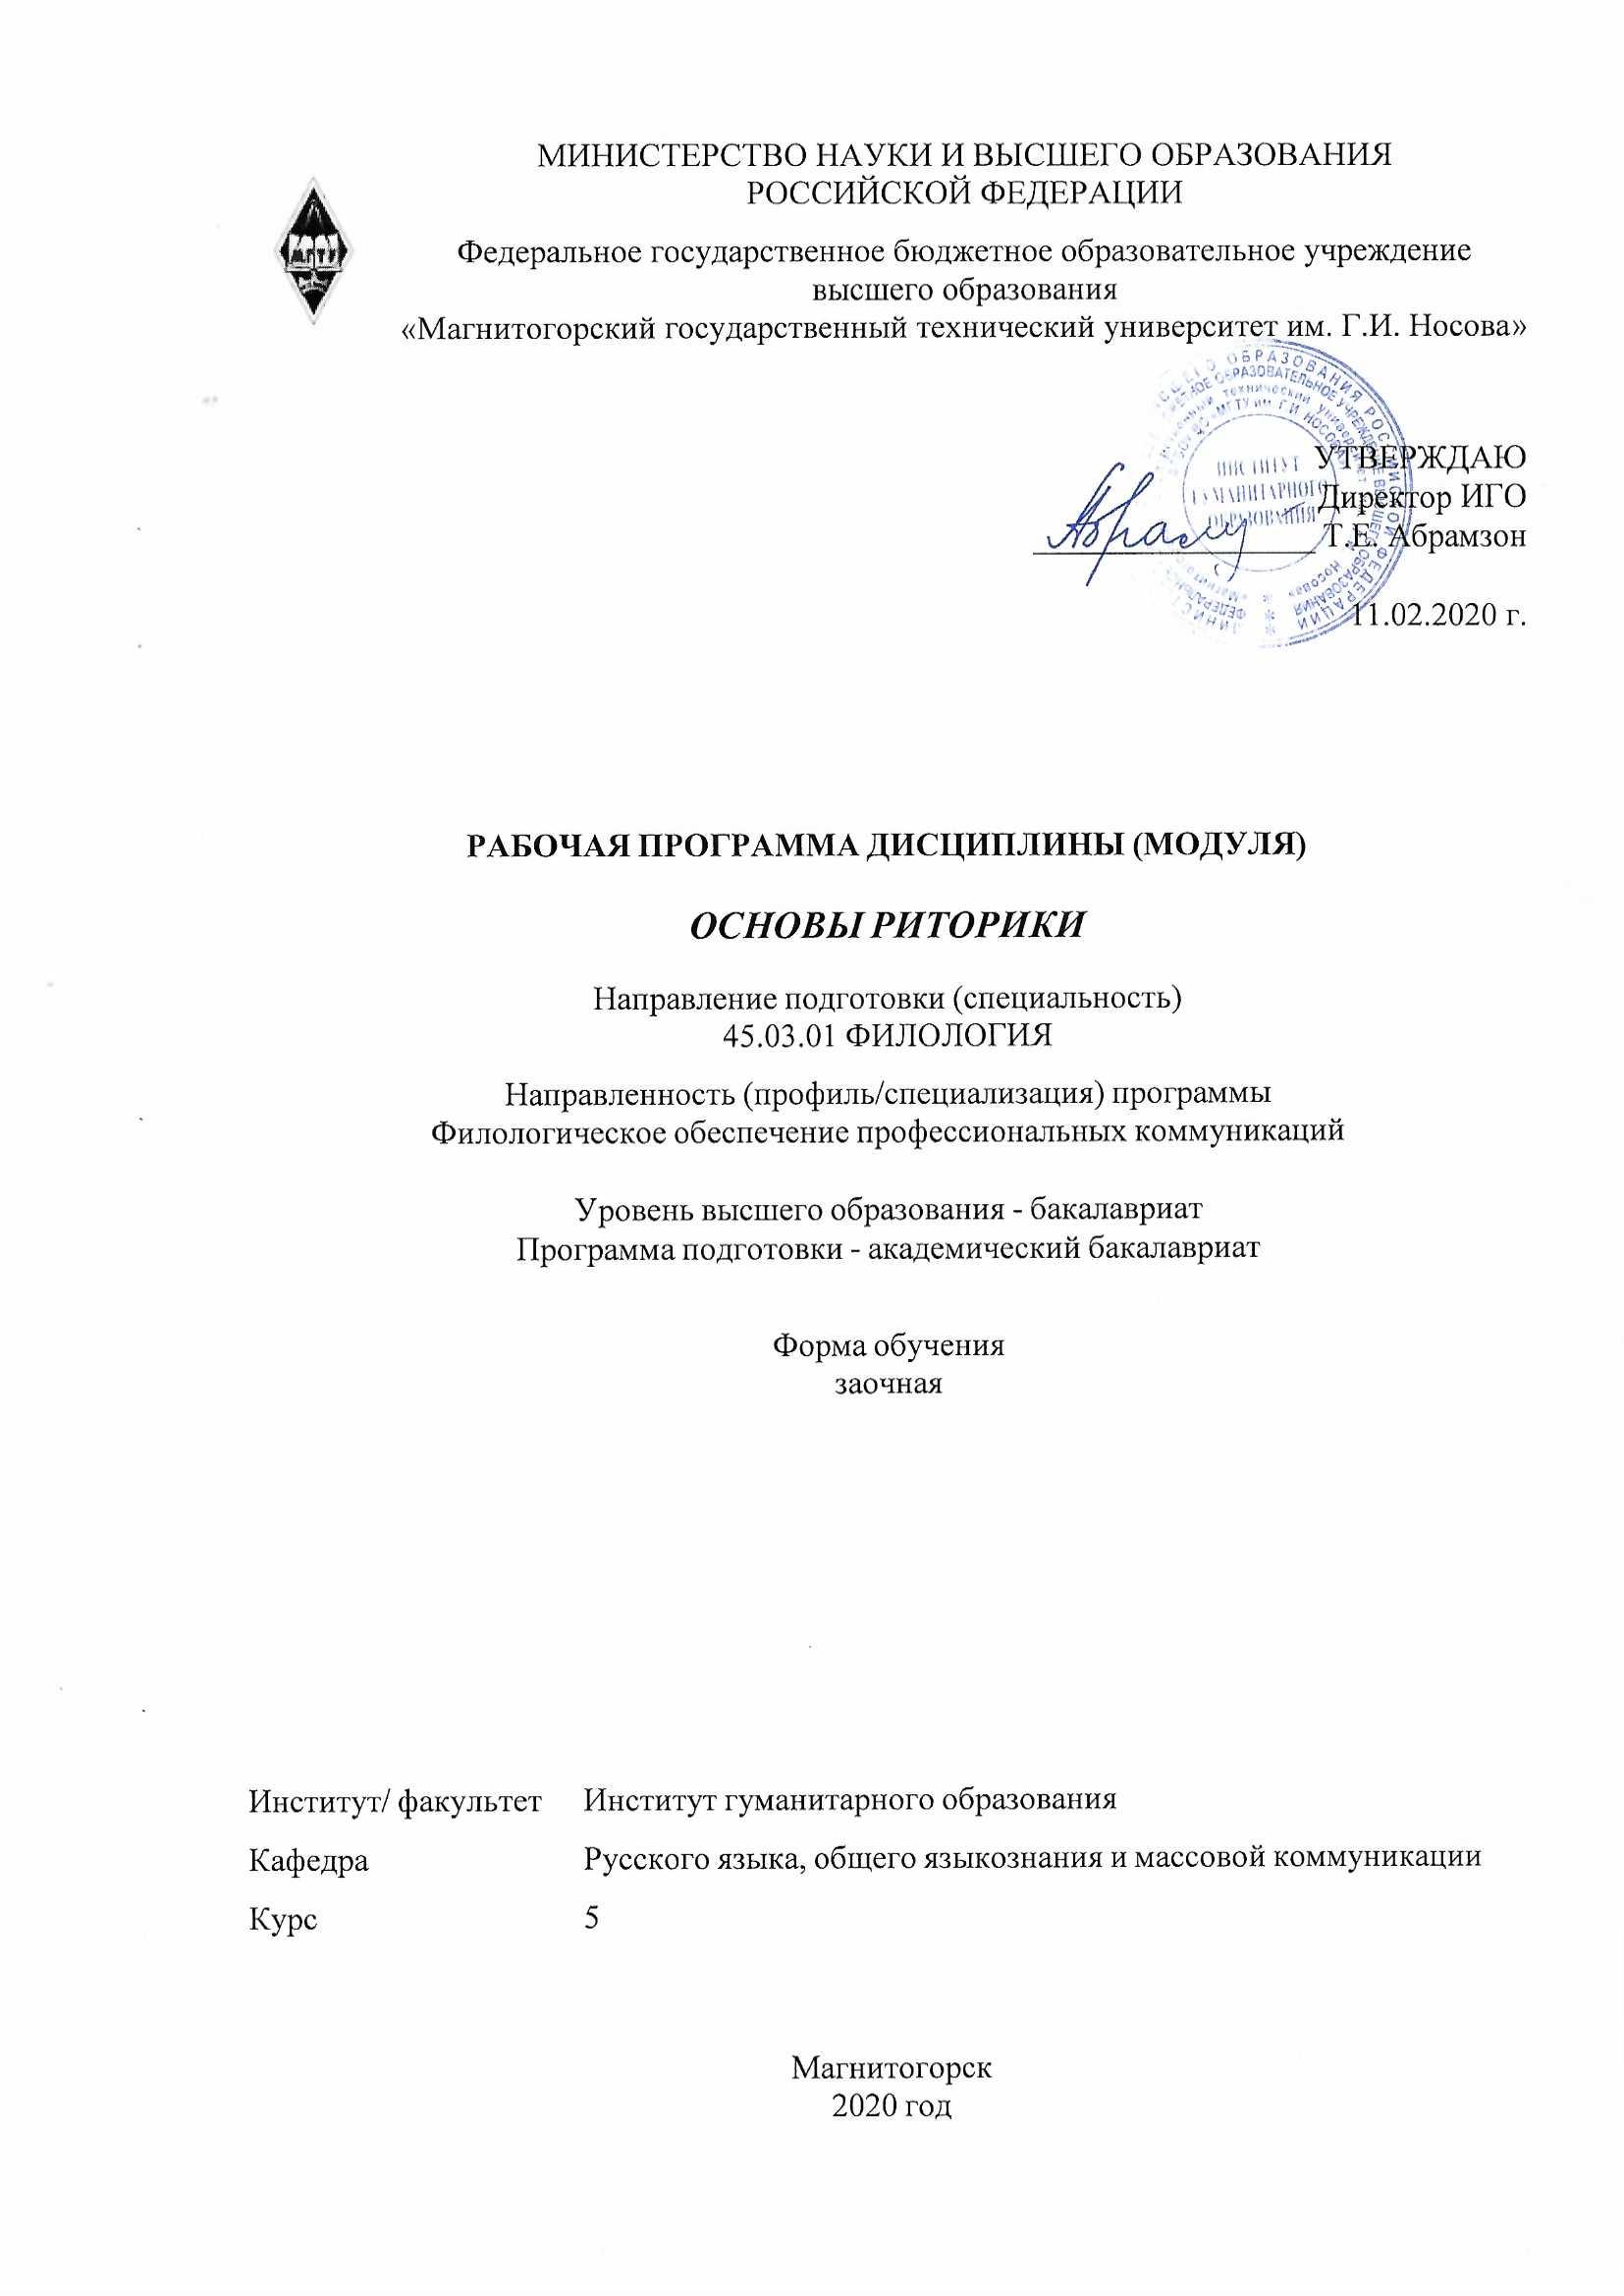 МИНИСТЕРСТВО НАУКИ И ВЫСШЕГО ОБРАЗОВАНИЯ
РОССИЙСКОЙ ФЕДЕРАЦИИ
Федеральное государственное бюджетное образовательное учреждение
высшего образования
«Магнитогорский государственный технический университет им. Г.И. Носова»
УТВЕРЖДАЮ
Директор ИГО
Т.Е. Абрамзон
11.02.2020 г.
ИНСТИТУТ
ГУМАНИТАРНОГО
ОБРАЗОВАНИЯ
РАБОЧАЯ ПРОГРАММА ДИСЦИПЛИНЫ (МОДУЛЯ)
ОСНОВЫ РИТОРИКИ
Направление подготовки (специальность)
45.03.01 ФИЛОЛОГИЯ
Направленность (профиль/специализация) программы
Филологическое обеспечение профессиональных коммуникаций
Уровень высшего образования - бакалавриат
Программа подготовки - академический бакалавриат
Форма обучения
заочная
Институт/ факультет Институт гуманитарного образования
Кафедра Русского языка, общего языкознания и массовой коммуникации
Курс 5
Магнитогорск
2020 год